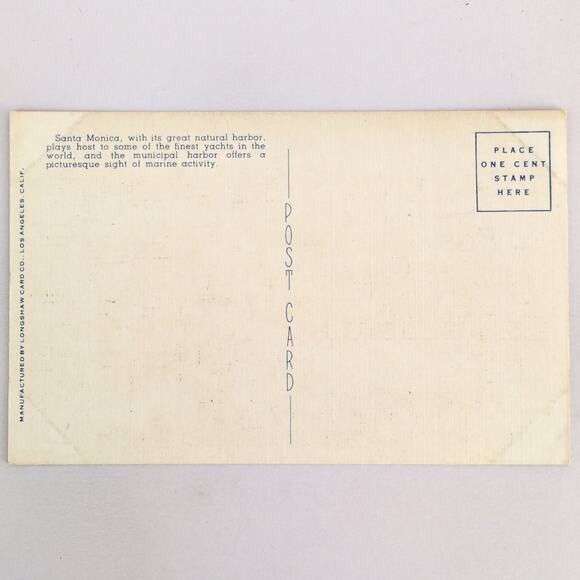 Santa Monica, with its great natural harbor,
plays host to some of the finest yachts in the
world, and the municipal harbor offers a
picturesque sight of marine activity.
PLACE
ONE CENT
STAMP
HERE
POST CARD
MANUFACTURED BY LONGSHAW CARD CO., LOS ANGELES, CALIF.